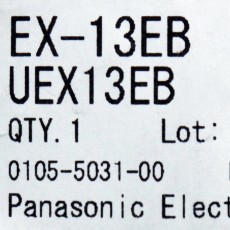 EX-13EB
UEX13EB
QTY.1 Lot:
0105-5031-00
Panasonic Elect